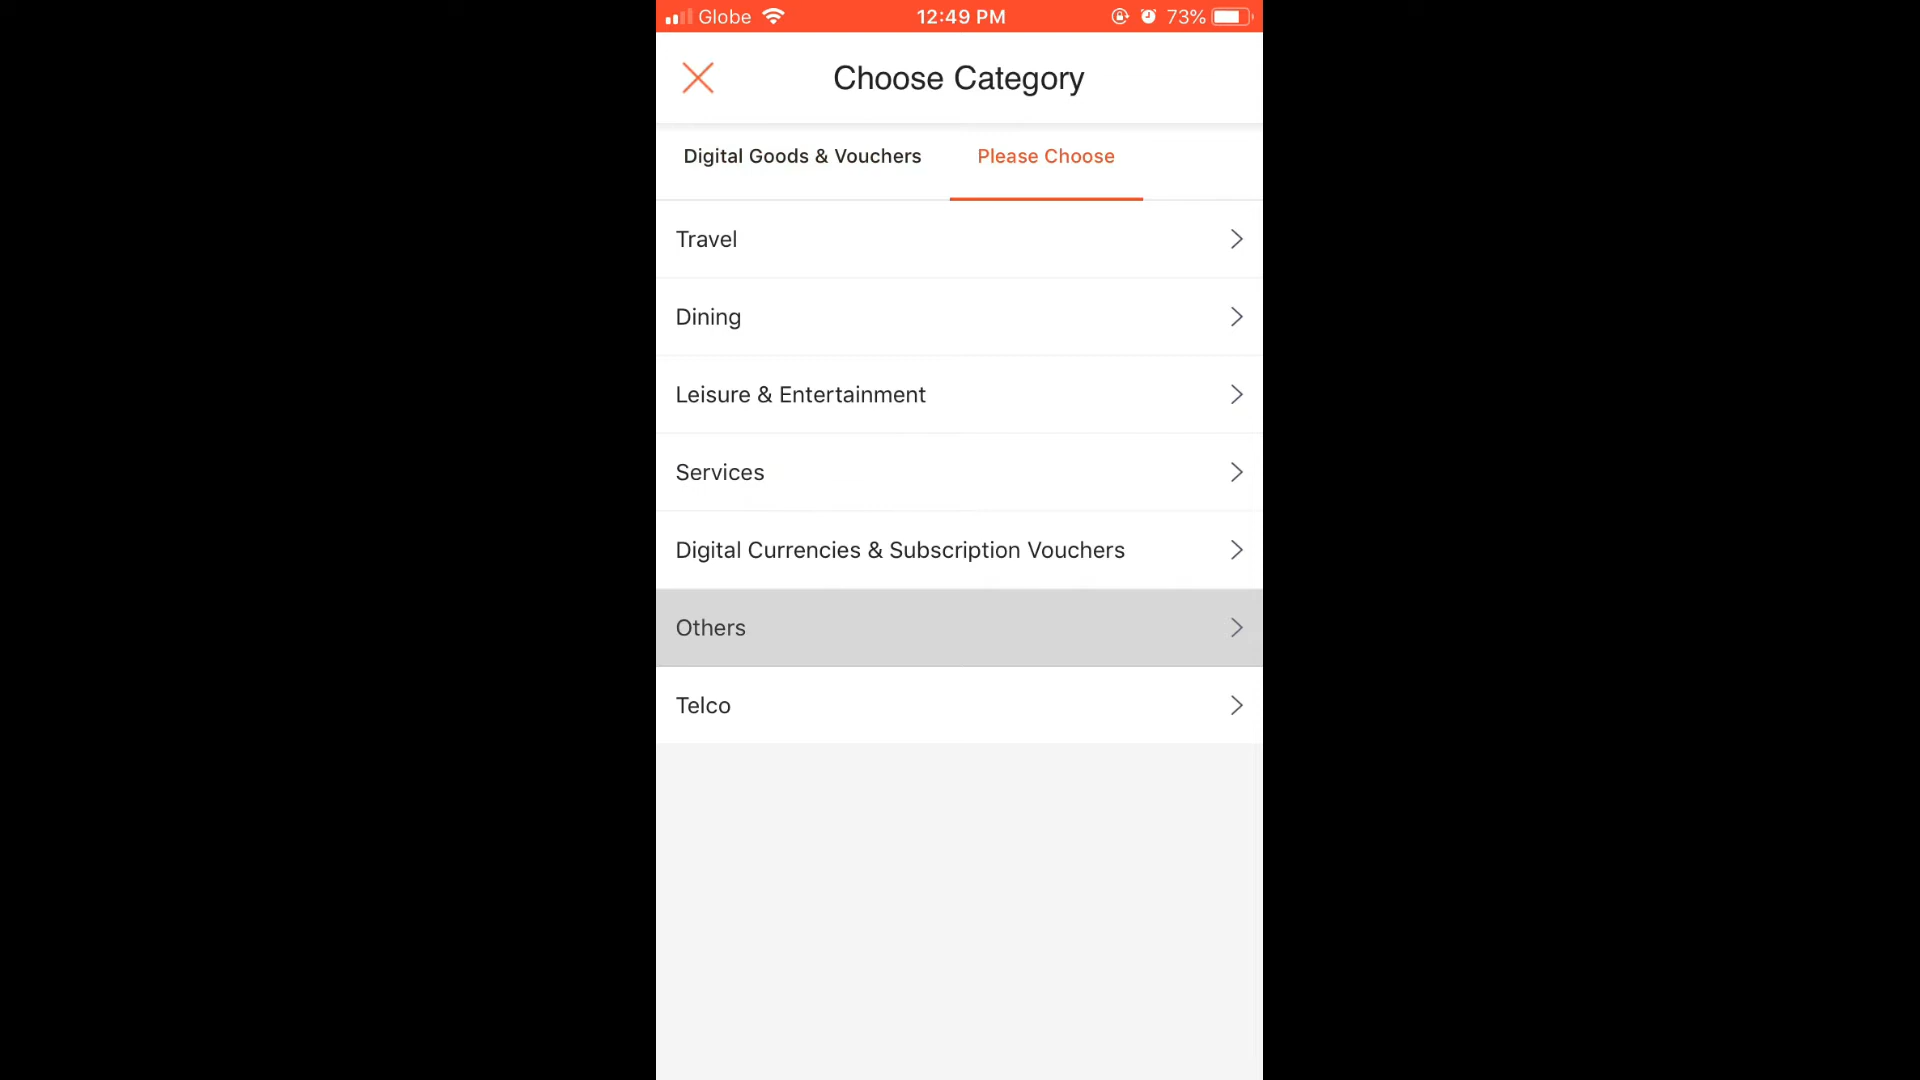 Globe 12:49 PM 73%
Choose Category
Digital Goods & Vouchers Please Choose
Travel
Dining
Leisure & Entertainment
Services
Digital Currencies & Subscription Vouchers
Others
Telco